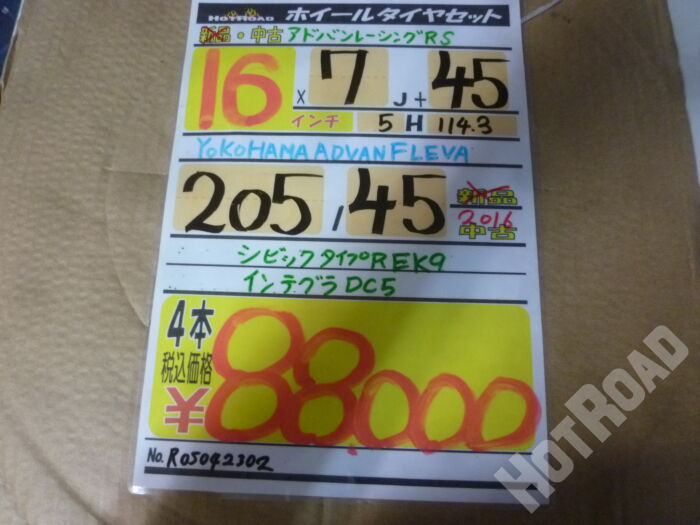 HOTROAD ホイールタイヤセット
新品・中古 アドバンレーシングRS
16 x 7 J+ 45
インチ 5 H 114.3
YOKOHAMA ADVAN FLEVA
205 / 45 新品
2016
中古
シビックタイプR EK9
インテグラ DC5
4本
税込価格
¥88,000
No. R05042302
HOTROAD